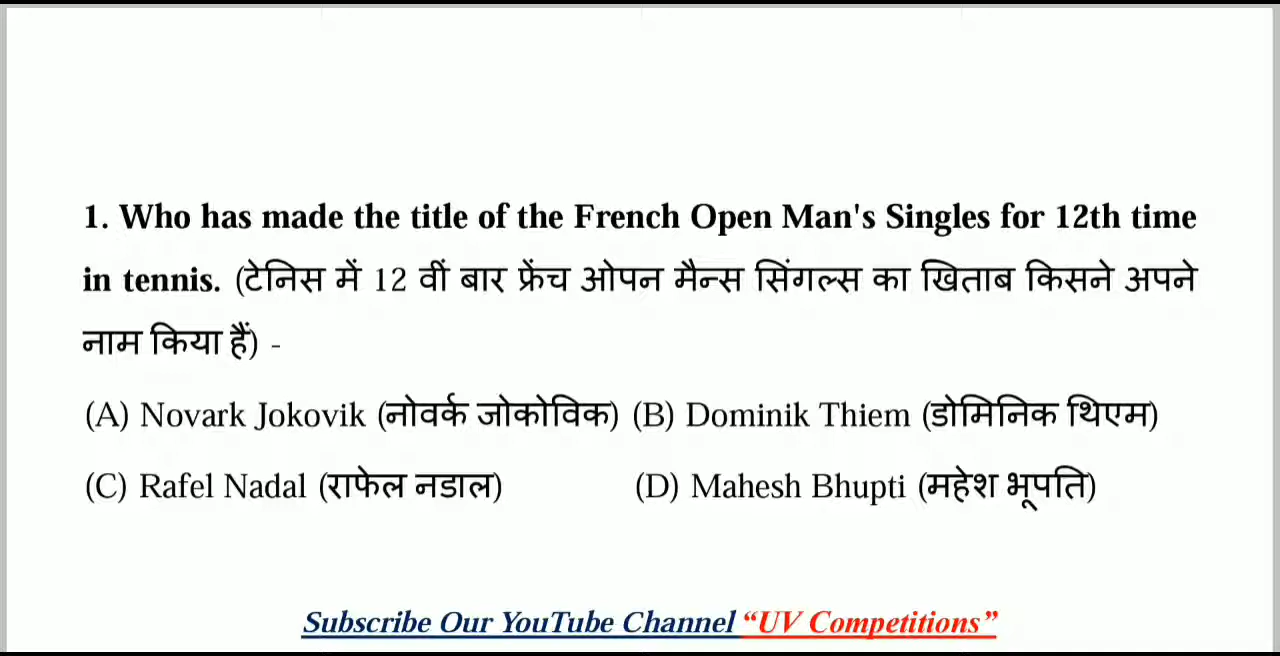 1. Who has made the title of the French Open Man's Singles for 12th time
in tennis. (टेनिस में 12 वीं बार फ्रेंच ओपन मैन्स सिंगल्स का खिताब किसने अपने
नाम किया हैं) -
(A) Novark Jokovik (नोवर्क जोकोविक) (B) Dominik Thiem (डोमिनिक थिएम)
(C) Rafel Nadal (राफेल नडाल) (D) Mahesh Bhupti (महेश भूपति)
Subscribe Our YouTube Channel “UV Competitions”